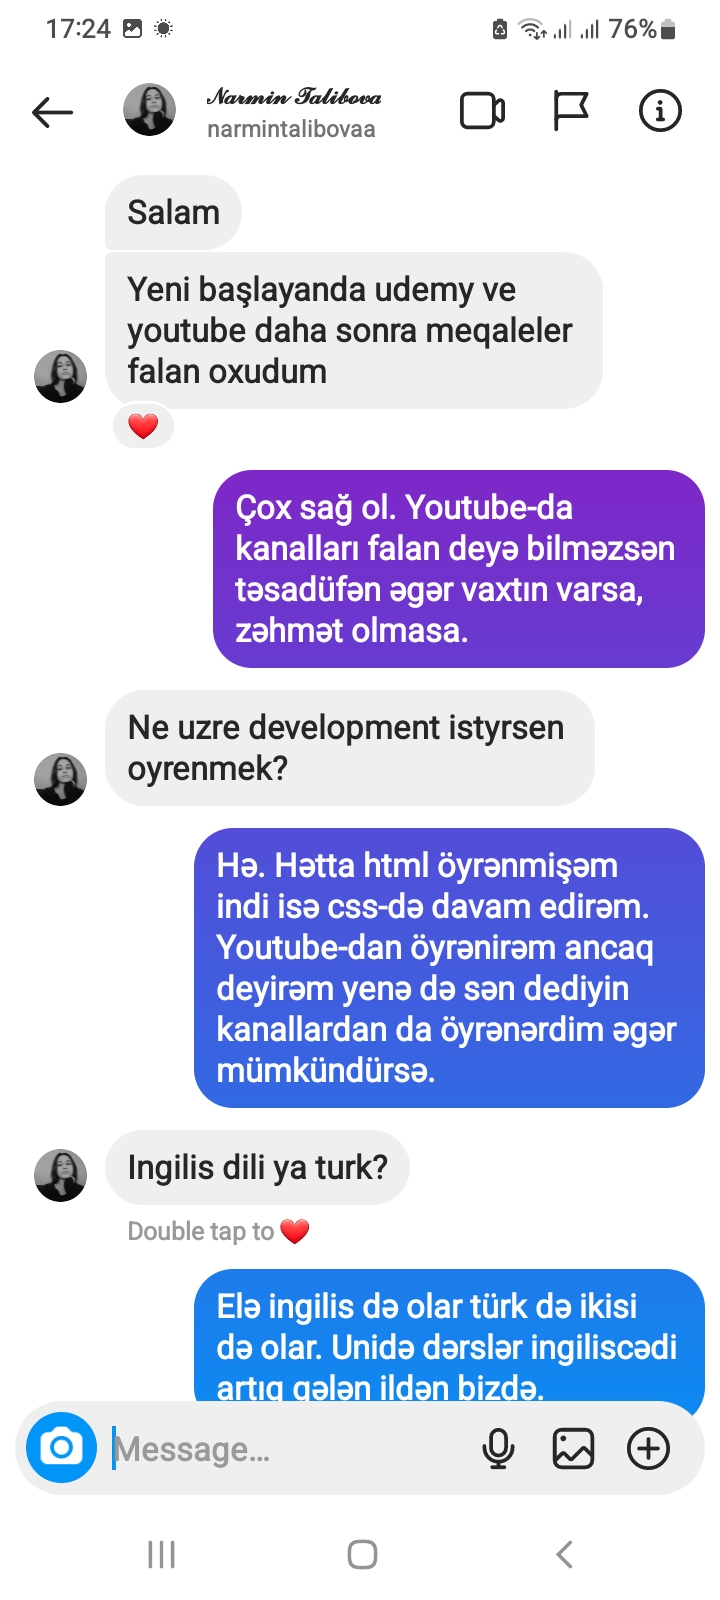 17:24
76%
𝓝𝓪𝓻𝓶𝓲𝓷 𝓣𝓪𝓵𝓲𝓫𝓸𝓿𝓪
narmintalibovaa
Salam
Yeni başlayanda udemy ve
youtube daha sonra meqaleler
falan oxudum
Çox sağ ol. Youtube-da
kanalları falan deyə bilməzsən
təsadüfən əgər vaxtın varsa,
zəhmət olmasa.
Ne uzre development istyrsen
oyrenmek?
Hə. Hətta html öyrənmişəm
indi isə css-də davam edirəm.
Youtube-dan öyrənirəm ancaq
deyirəm yenə də sən dediyin
kanallardan da öyrənərdim əgər
mümkündürsə.
Ingilis dili ya turk?
Double tap to ❤️
Elə ingilis də olar türk də ikisi
də olar. Unidə dərslər ingiliscədi
artıq gələn ildən bizdə.
Message...